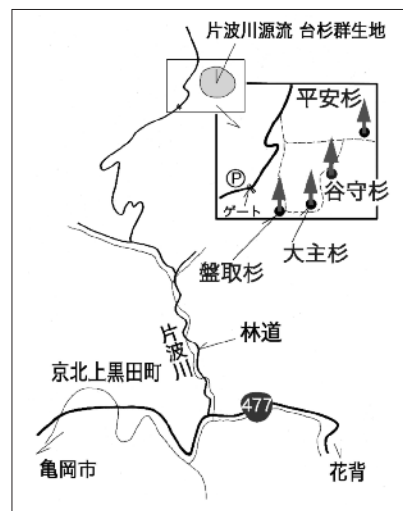 片波川源流 台杉群生地
平安杉
P
谷守杉
ゲート
大主杉
盤取杉
片波川
林道
京北上黒田町
477
亀岡市
花背